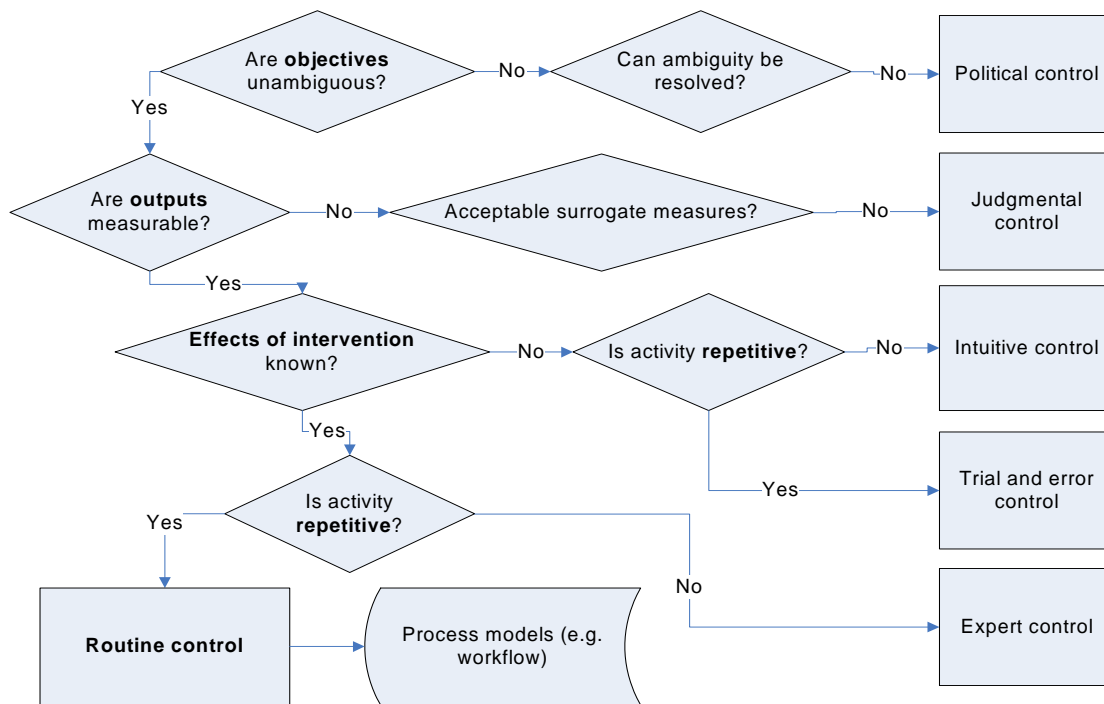 Are objectives
unambiguous?
No
Can ambiguity be
resolved?
No
Political control
Yes
Are outputs
measurable?
No
Acceptable surrogate measures?
No
Judgmental
control
Yes
Effects of intervention
known?
No
Is activity repetitive?
No
Intuitive control
Yes
Yes
Trial and error
control
Is activity
repetitive?
Yes
No
Expert control
Routine control
Process models (e.g.
workflow)